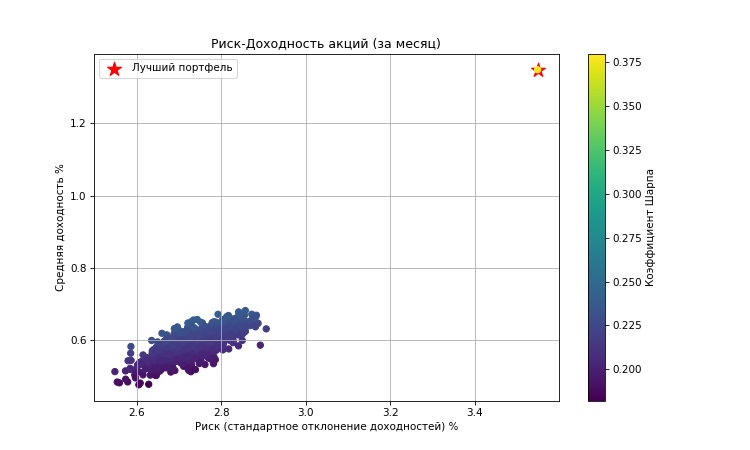 Риск-Доходность акций (за месяц)
Лучший портфель
Средняя доходность %
1.2
1.0
0.8
0.6
2.6 2.8 3.0 3.2 3.4
Риск (стандартное отклонение доходностей) %
0.375
0.350
0.325
0.300
0.275
0.250
0.225
0.200
Коэффициент Шарпа